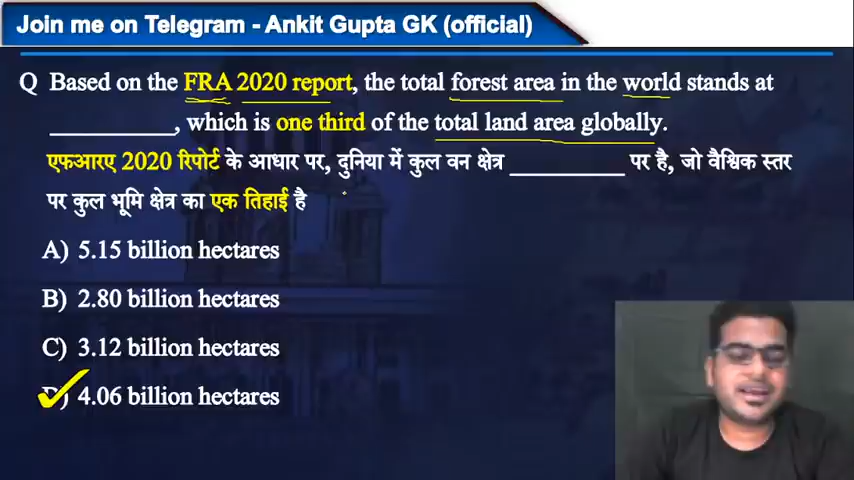 Join me on Telegram - Ankit Gupta GK (official)
Q Based on the FRA 2020 report, the total forest area in the world stands at
__________, which is one third of the total land area globally.
एफआरए 2020 रिपोर्ट के आधार पर, दुनिया में कुल वन क्षेत्र __________ पर है, जो वैश्विक स्तर
पर कुल भूमि क्षेत्र का एक तिहाई है
A) 5.15 billion hectares
B) 2.80 billion hectares
C) 3.12 billion hectares
D) 4.06 billion hectares